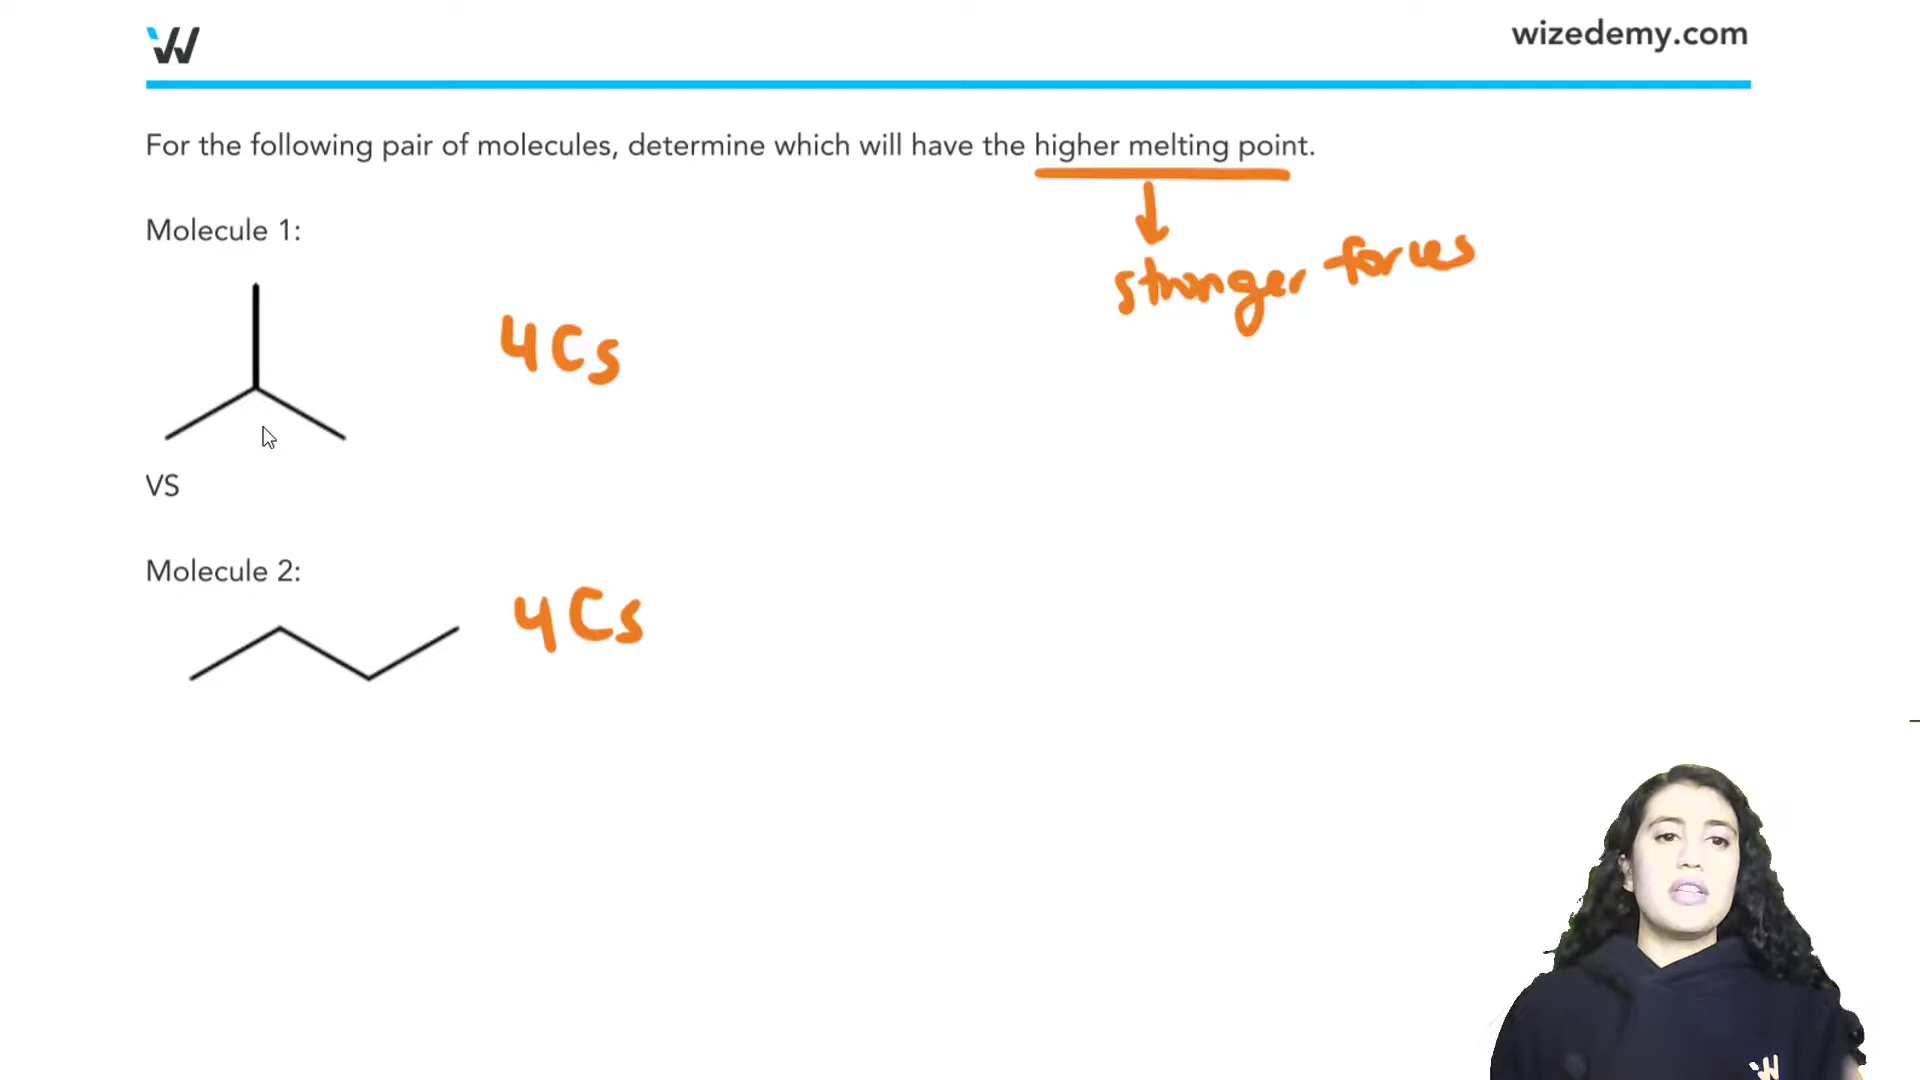 W
wizedemy.com
For the following pair of molecules, determine which will have the higher melting point.
stronger forces
Molecule 1:
4Cs
VS
Molecule 2:
4Cs
W